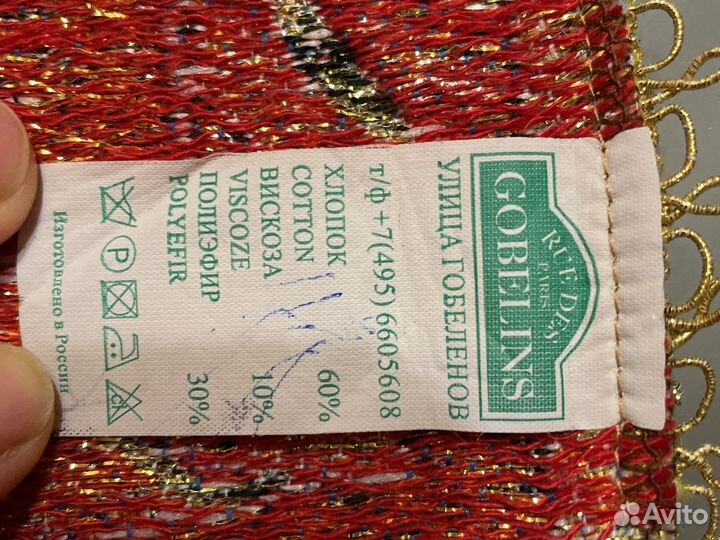 RUE DES
PARIS
GOBELINS
УЛИЦА ГОБЕЛЕНОВ
т/ф +7(495) 6605608
ХЛОПОК
COTTON 60%
ВИСКОЗА
VISCOZE 10%
ПОЛИЭФИР
POLYEFIR 30%
P
CL
Изготовлено в России
Avito